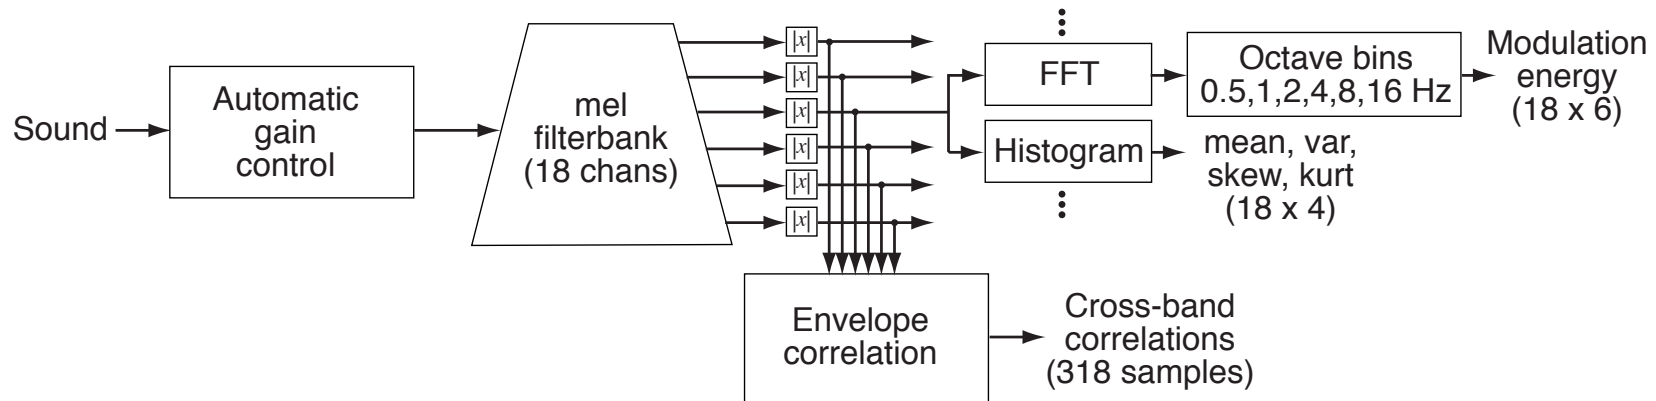 Sound
Automatic
gain
control
mel
filterbank
(18 chans)
|x|
|x|
|x|
|x|
|x|
|x|
FFT
Octave bins
0.5,1,2,4,8,16 Hz
Modulation
energy
(18 x 6)
Histogram
mean, var,
skew, kurt
(18 x 4)
Envelope
correlation
Cross-band
correlations
(318 samples)